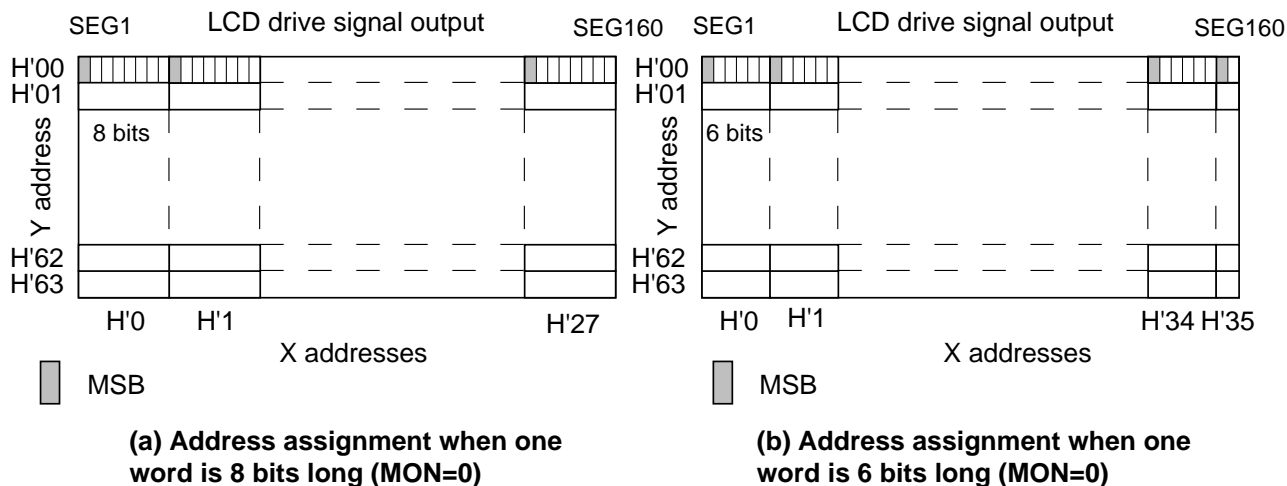 SEG1 LCD drive signal output SEG160
H'00
H'01
8 bits
Y address
H'62
H'63
H'0 H'1 H'27
X addresses
MSB
(a) Address assignment when one
word is 8 bits long (MON=0)
SEG1 LCD drive signal output SEG160
H'00
H'01
6 bits
Y address
H'62
H'63
H'0 H'1 H'34 H'35
X addresses
MSB
(b) Address assignment when one
word is 6 bits long (MON=0)